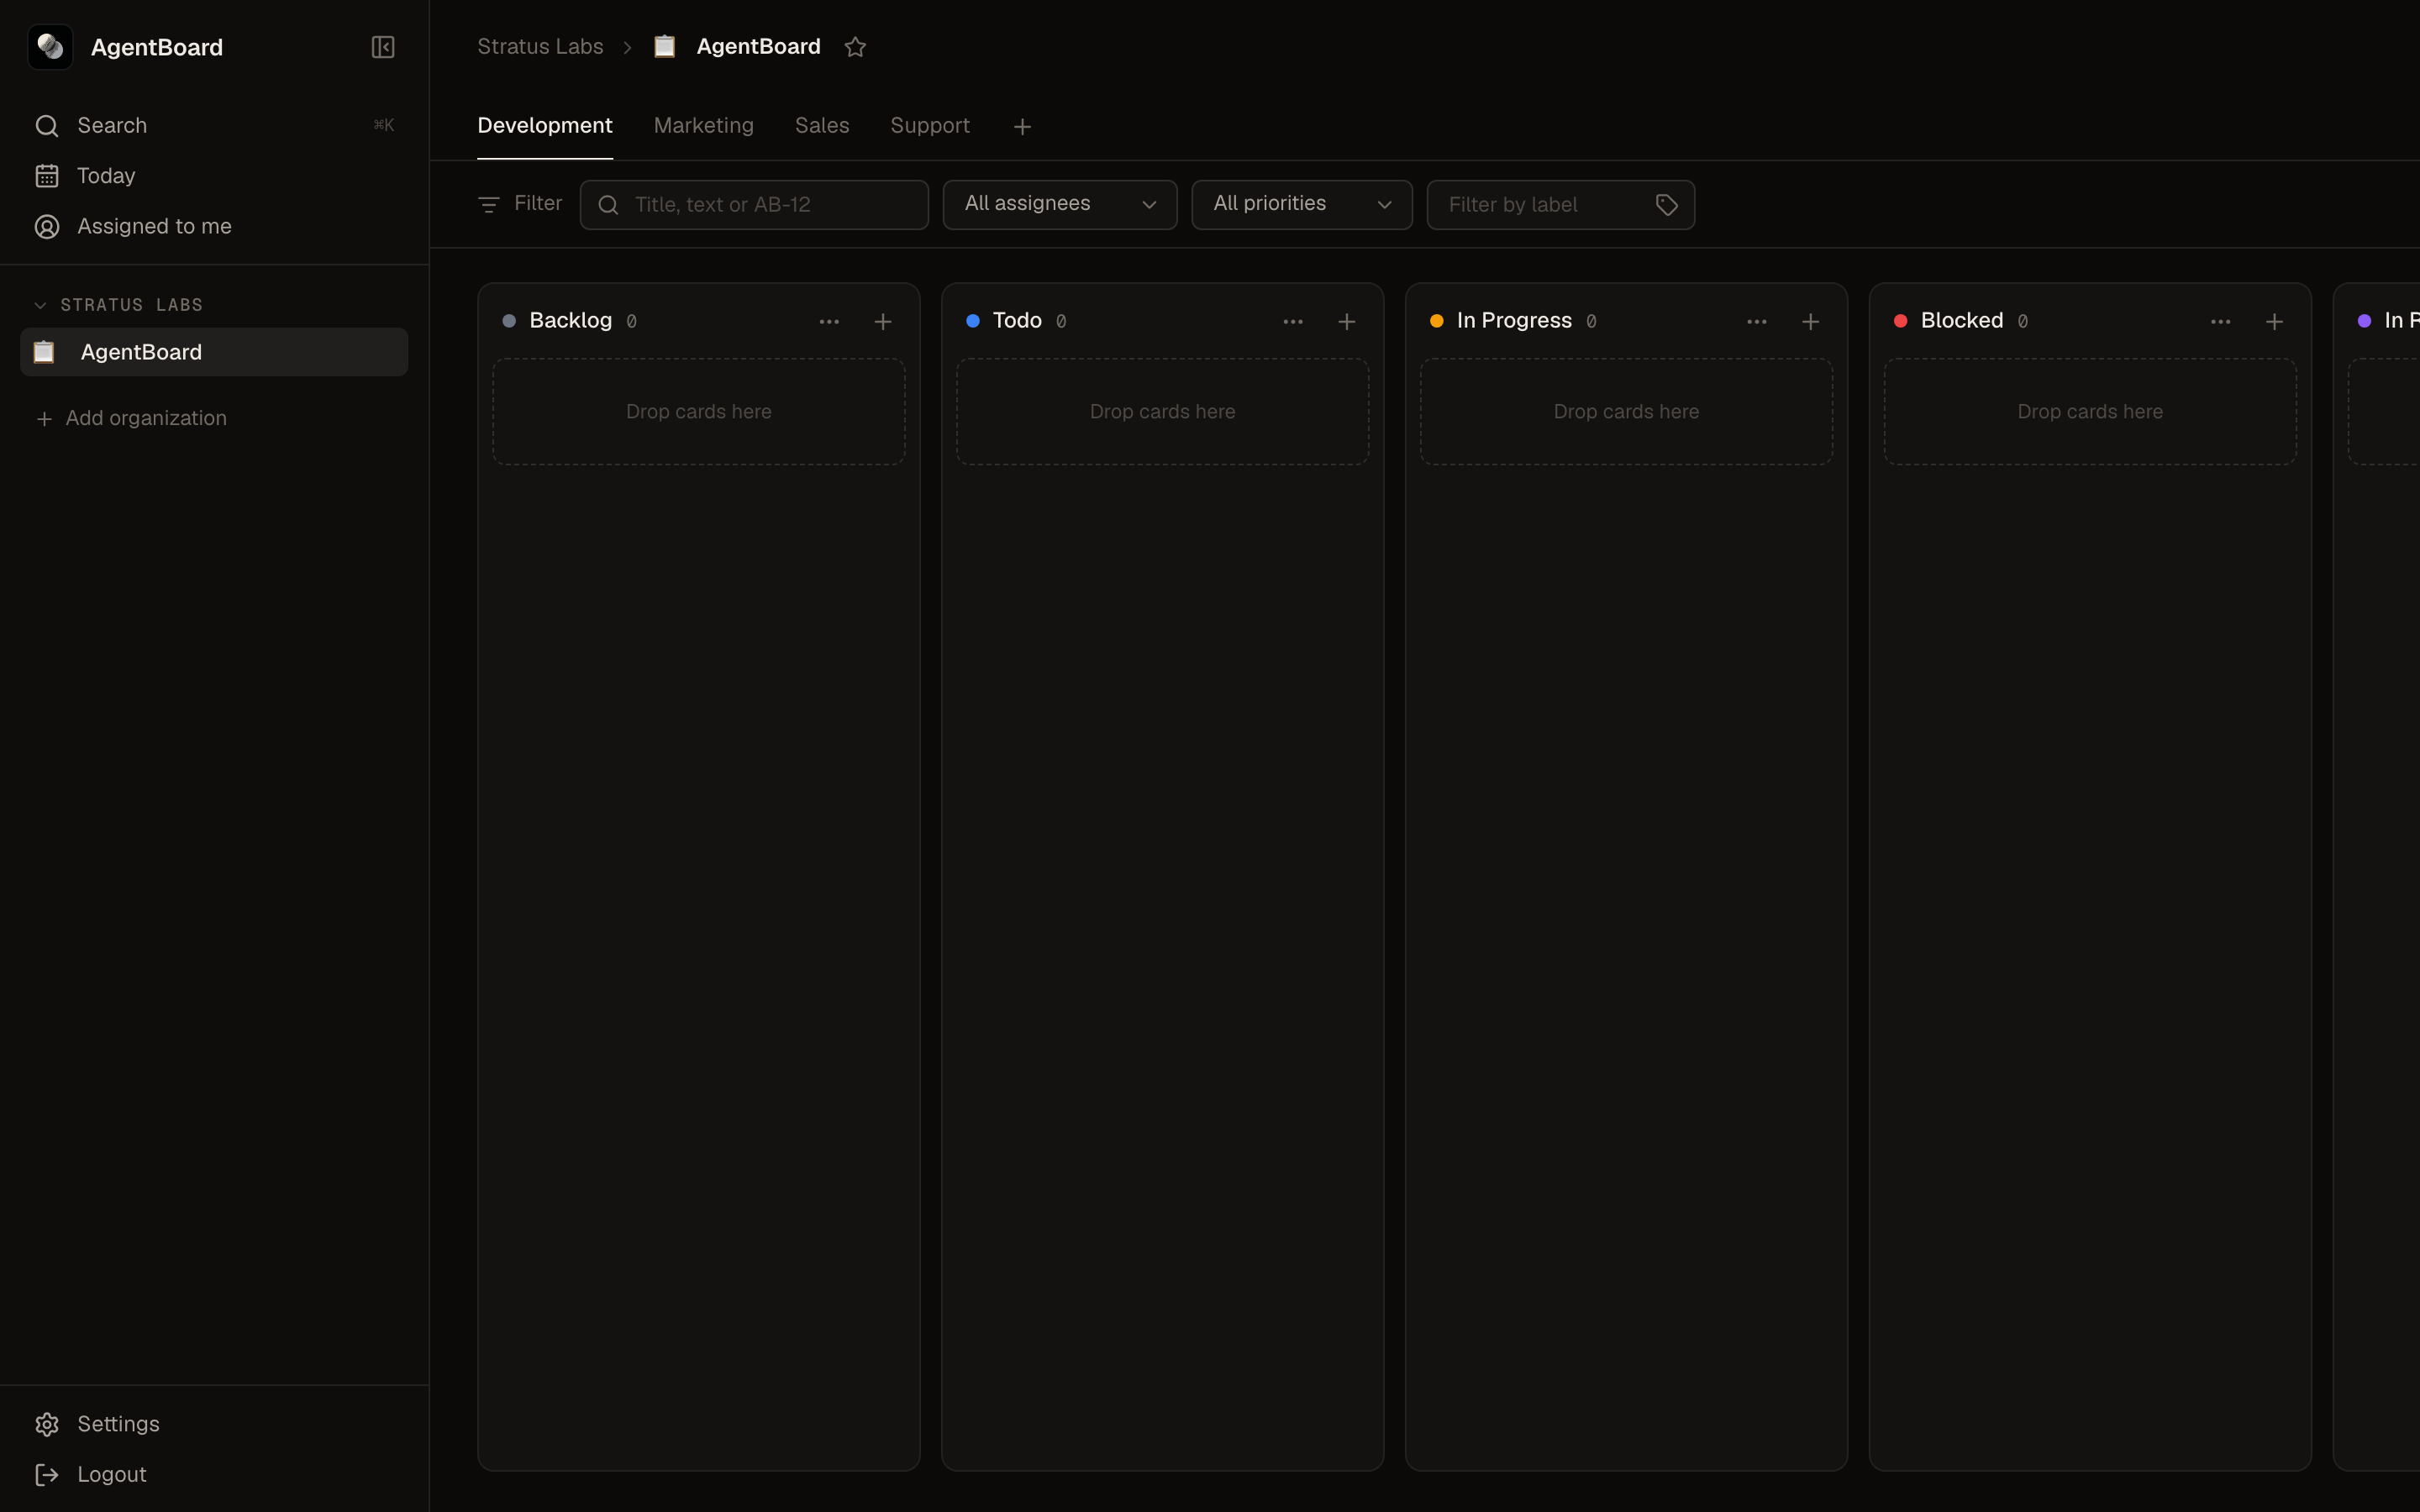 AgentBoard
Search ⌘K
Today
Assigned to me
STRATUS LABS
AgentBoard
Add organization
Settings
Logout
Stratus Labs > AgentBoard
Development Marketing Sales Support
Filter Title, text or AB-12 All assignees All priorities Filter by label
Backlog 0
Drop cards here
Todo 0
Drop cards here
In Progress 0
Drop cards here
Blocked 0
Drop cards here
In R